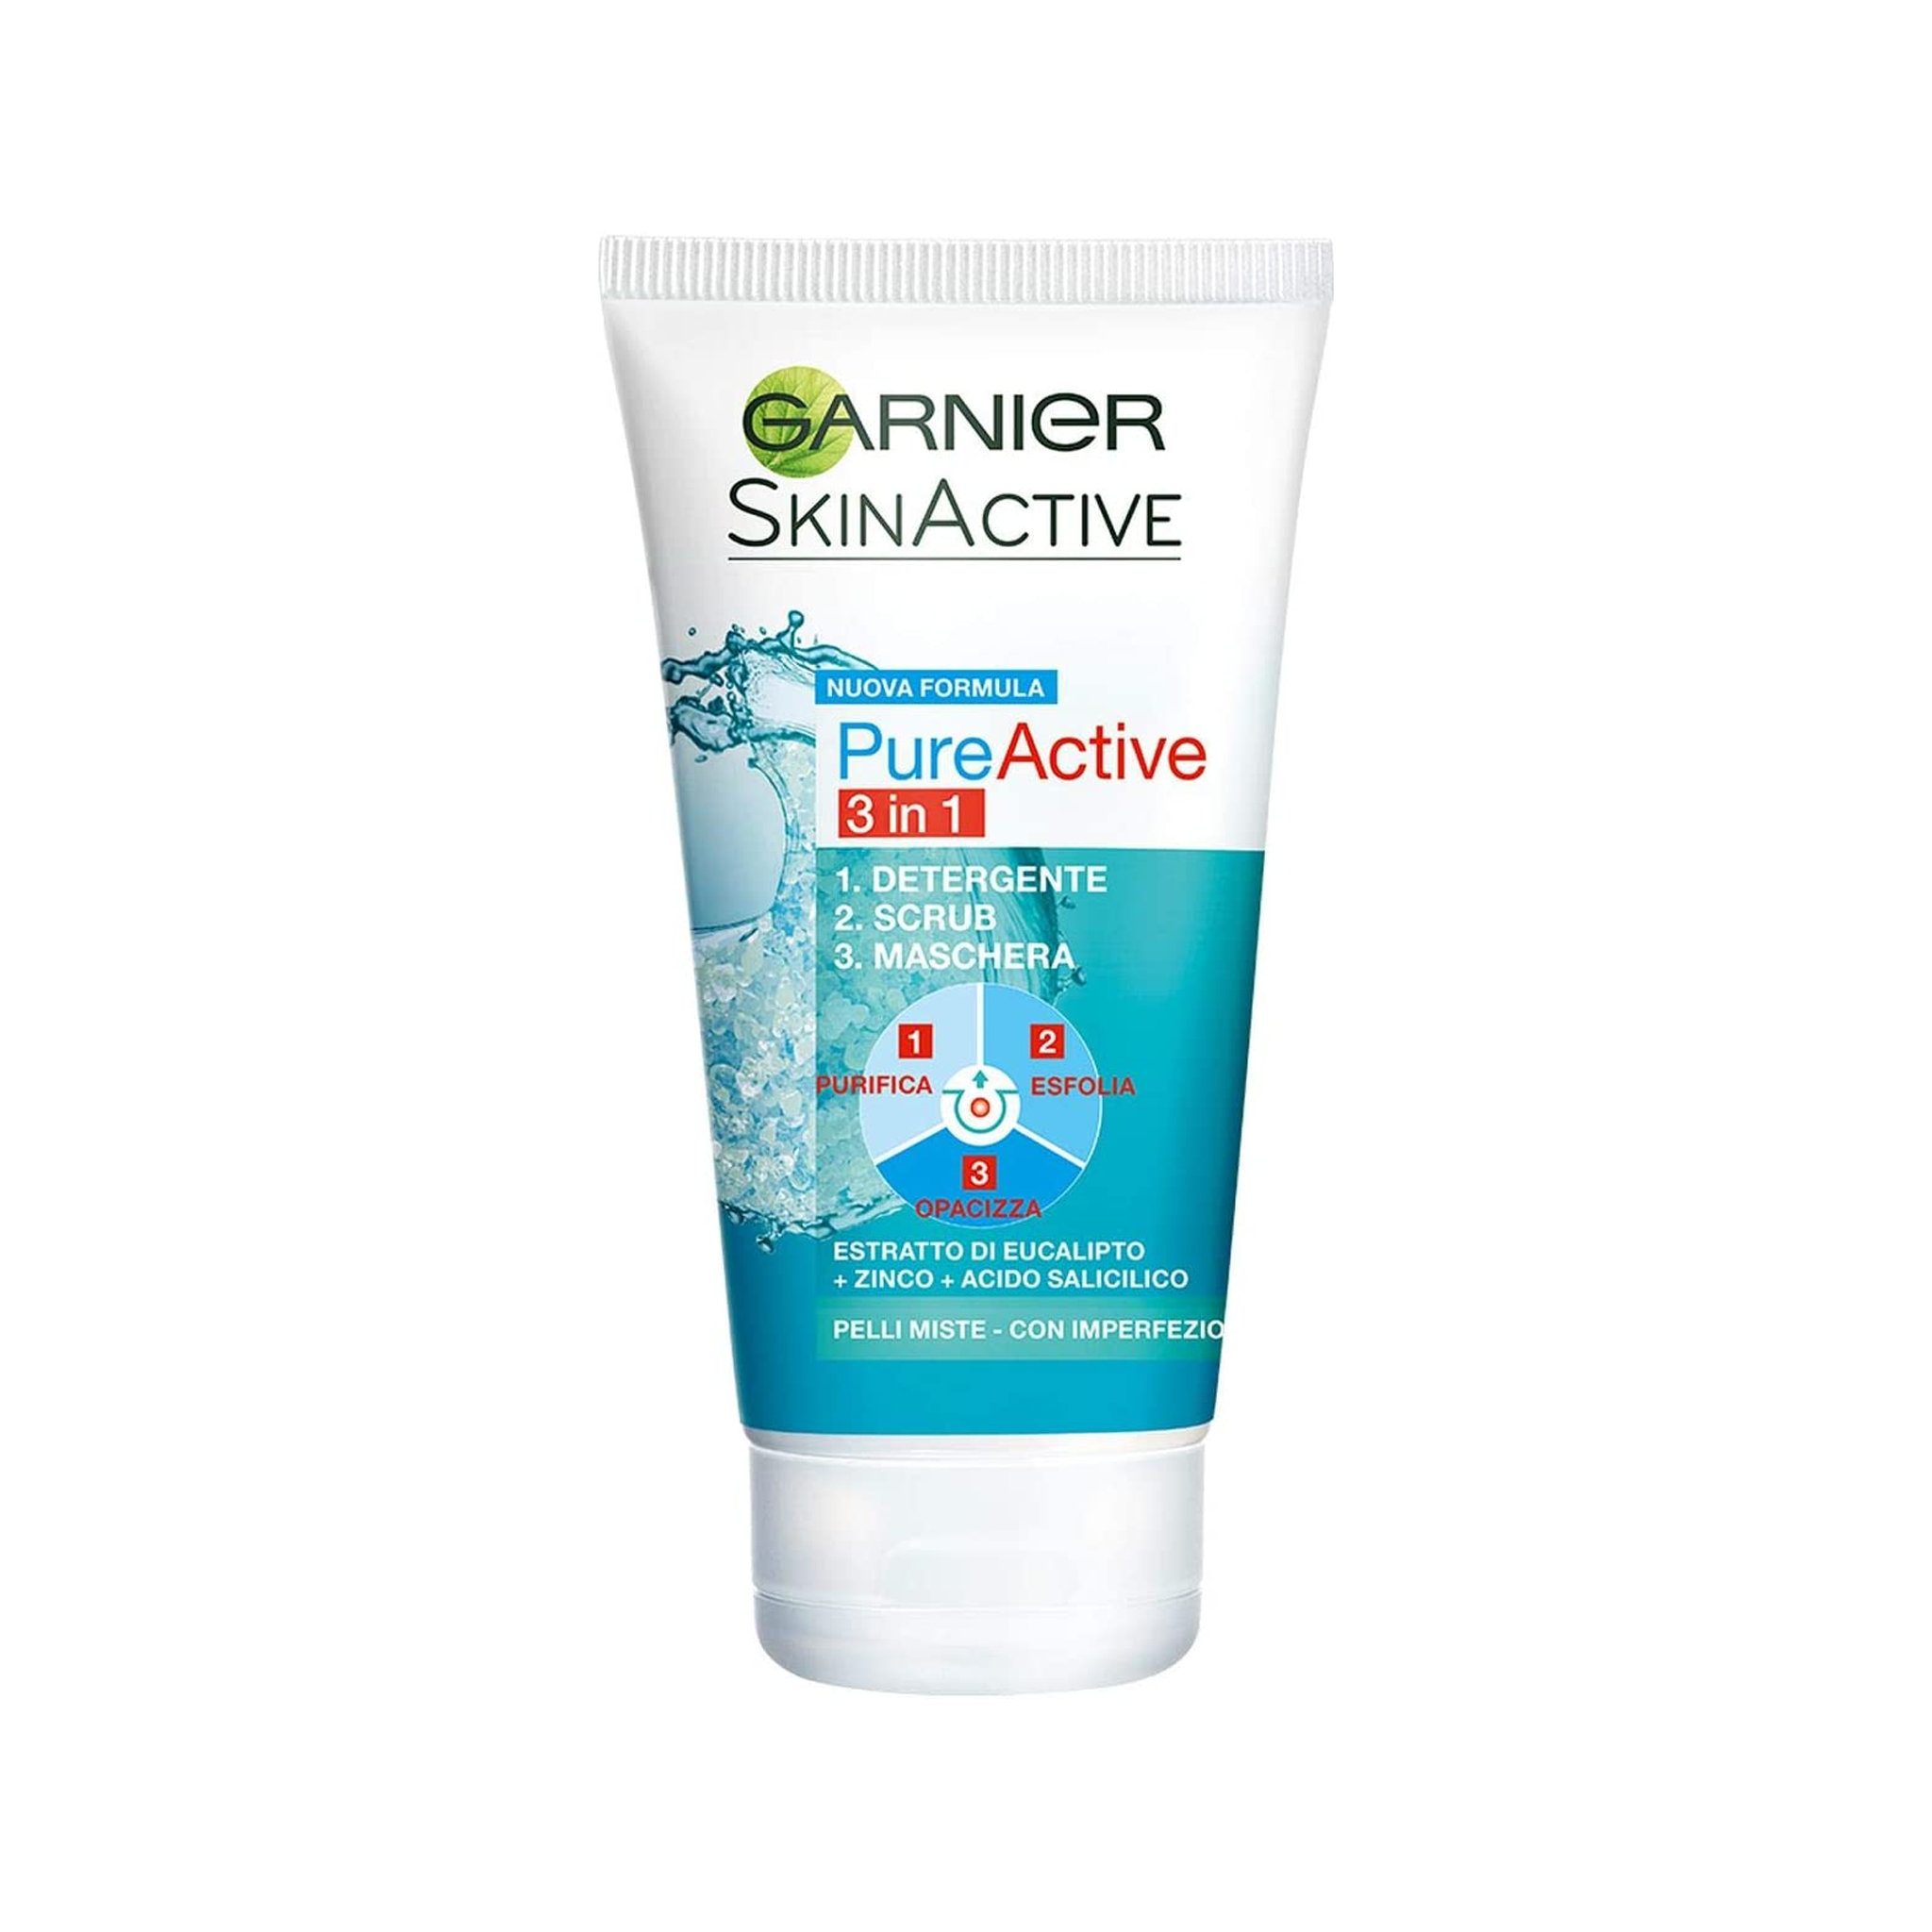 GARNIER
SKINACTIVE
NUOVA FORMULA
PureActive
3 in 1
1. DETERGENTE
2. SCRUB
3. MASCHERA
1
2
PURIFICA
ESFOLIA
3
OPACIZZA
ESTRATTO DI EUCALIPTO
+ ZINCO + ACIDO SALICILICO
PELLI MISTE - CON IMPERFEZIO